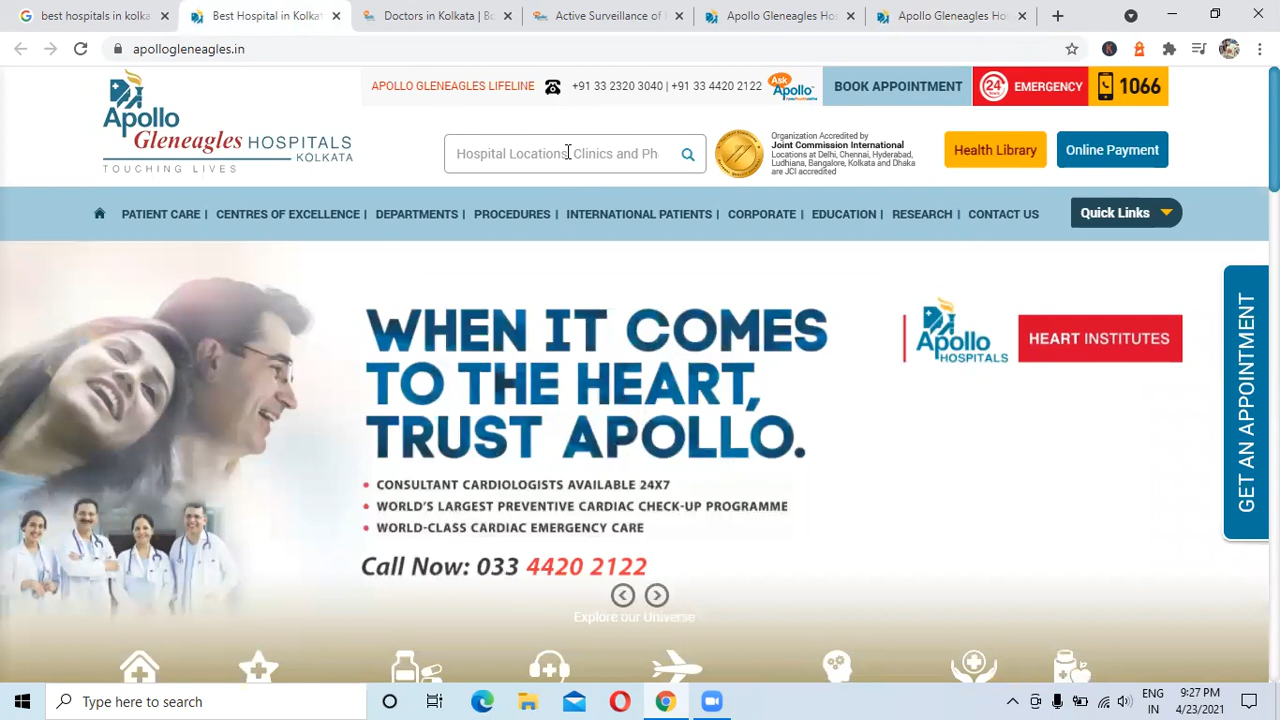 best hospitals in Kolkat
Best Hospital in Kolkata
Doctors in Kolkata | B
Active Surveillance of
Apollo Gleneagles Hos
Apollo Gleneagles Ho
apollogleneagles.in
APOLLO GLENEAGLES LIFELINE
+91 33 2320 3040 | +91 33 4420 2122
Ask Apollo
BOOK APPOINTMENT
24
EMERGENCY
1066
Apollo
Gleneagles HOSPITALS
KOLKATA
TOUCHING LIVES
Hospital Locations, Clinics and Ph
Organization Accredited by
Joint Commission International
Locations at Delhi, Chennai, Hyderabad,
Ludhiana, Bangalore, Kolkata and Dhaka
are JCI accredited
Health Library
Online Payment
PATIENT CARE | CENTRES OF EXCELLENCE | DEPARTMENTS | PROCEDURES | INTERNATIONAL PATIENTS | CORPORATE | EDUCATION | RESEARCH | CONTACT US
Quick Links
WHEN IT COMES
TO THE HEART,
TRUST APOLLO.
Apollo
HOSPITALS
HEART INSTITUTES
GET AN APPOINTMENT
• CONSULTANT CARDIOLOGISTS AVAILABLE 24X7
• WORLD'S LARGEST PREVENTIVE CARDIAC CHECK-UP PROGRAMME
• WORLD-CLASS CARDIAC EMERGENCY CARE
Call Now: 033 4420 2122
Explore our Universe
Type here to search
ENG
IN
9:27 PM
4/23/2021